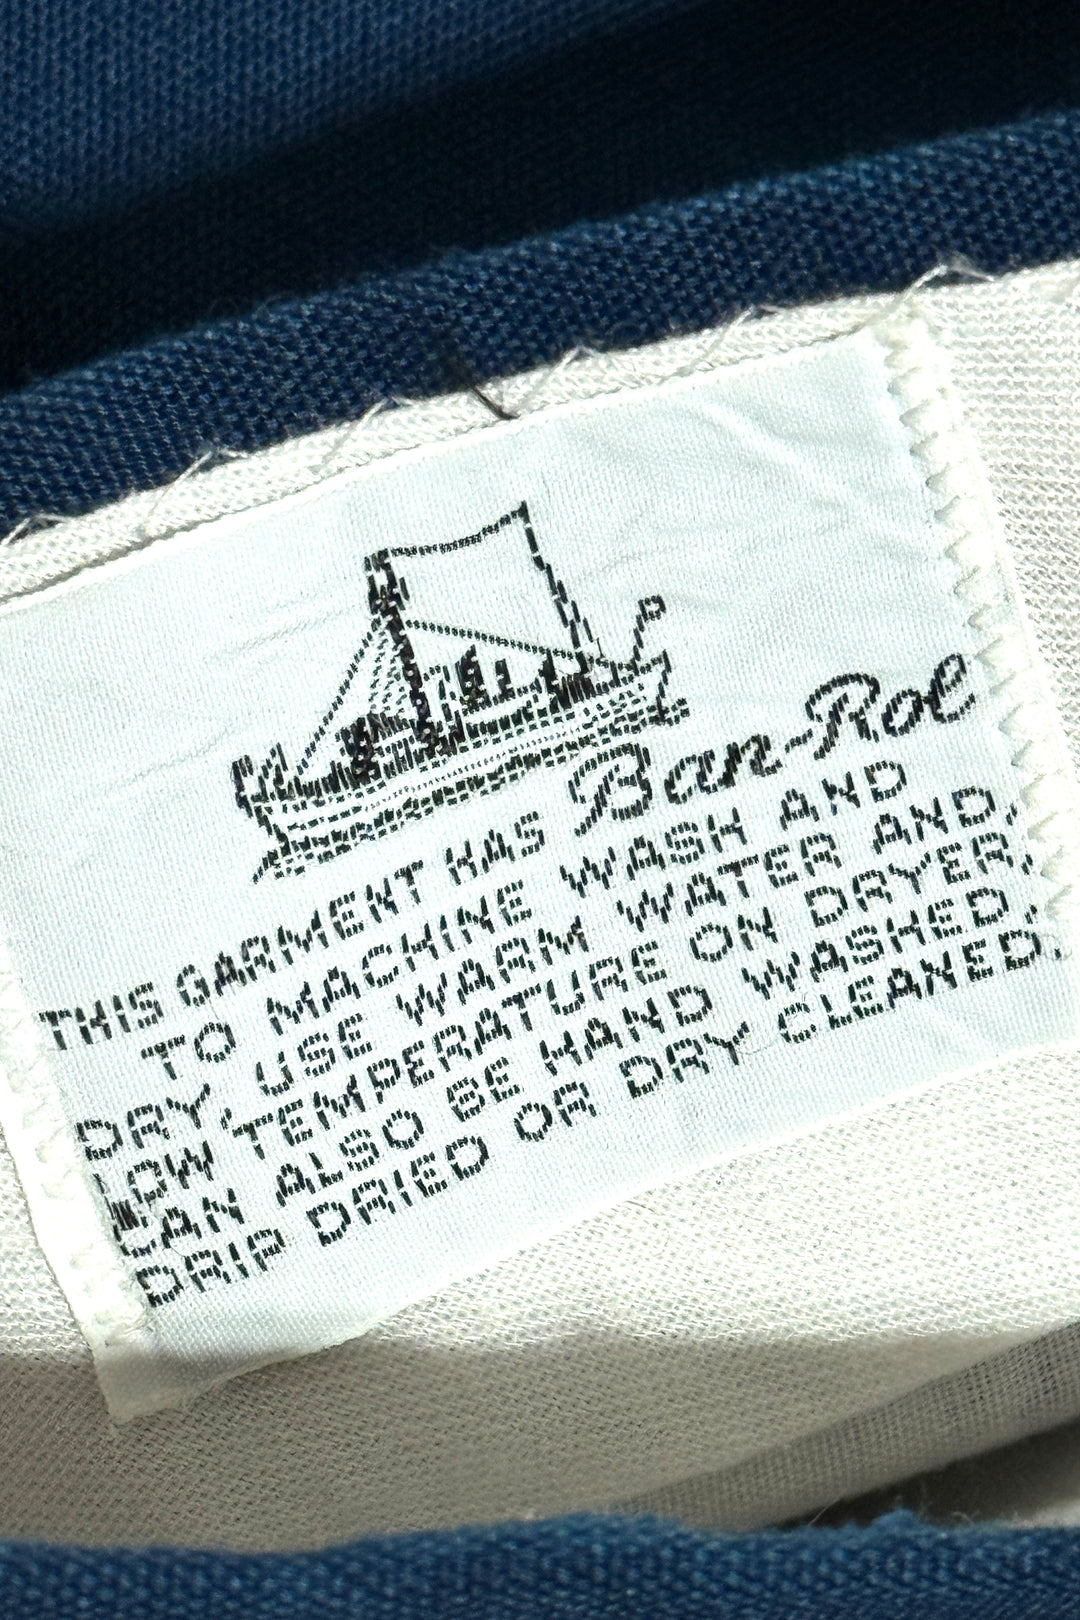 THIS GARMENT HAS Ban-Rol
TO MACHINE WASH AND
DRY, USE WARM WATER AND,
LOW TEMPERATURE ON DRYER,
CAN ALSO BE HAND WASHED,
DRIP DRIED OR DRY CLEANED.